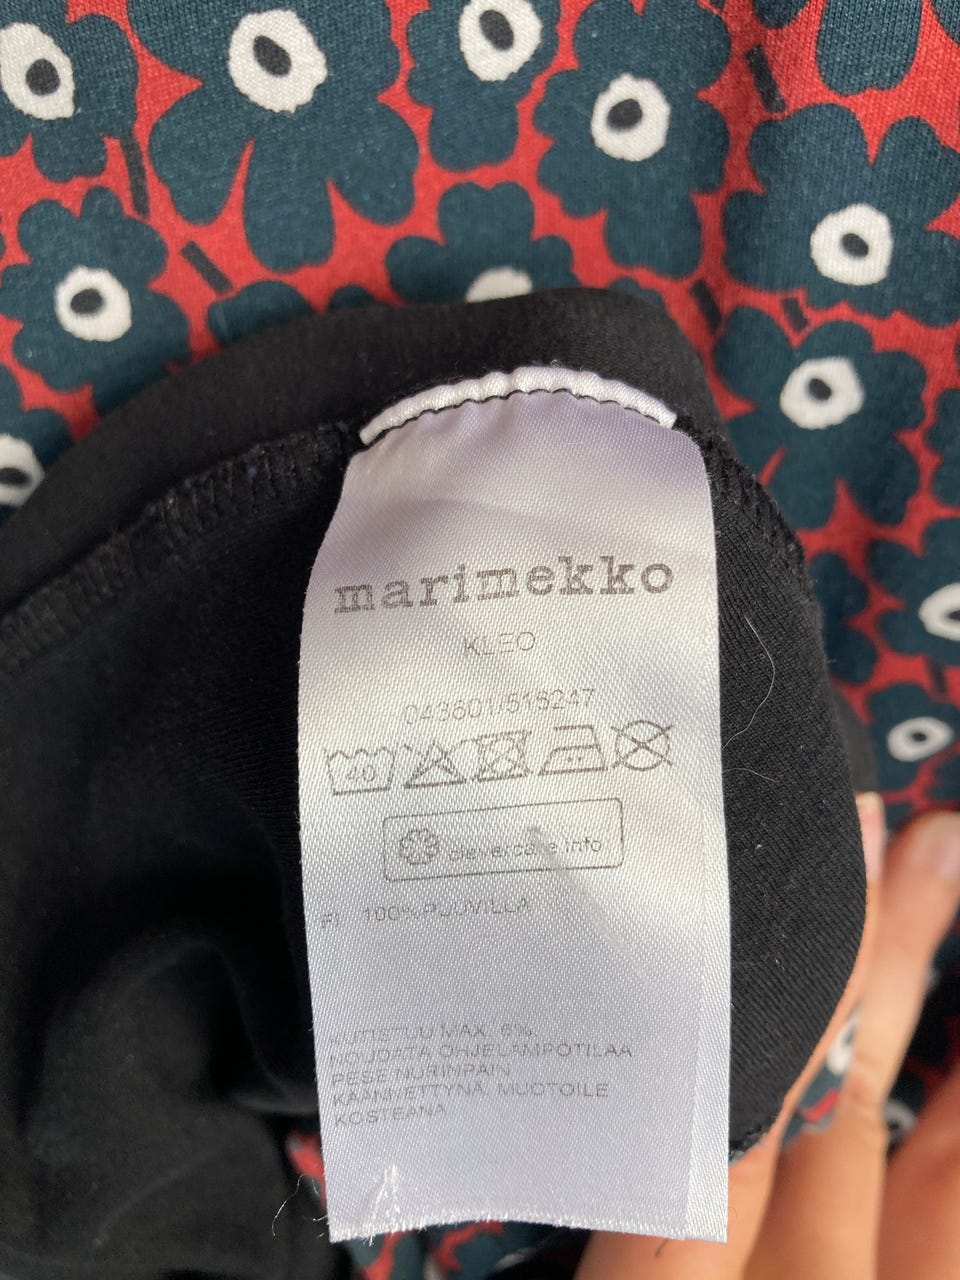 marimekko
KLEO
043601/516247
40
clevercare.info
FI 100% PUUVILLA
KUTISTUU MAX. 6%
NOUDATA OHJELÄMPÖTILAA
PESE NURINPÄIN
KÄÄNNETTYNÄ, MUOTOILE
KOSTEANA